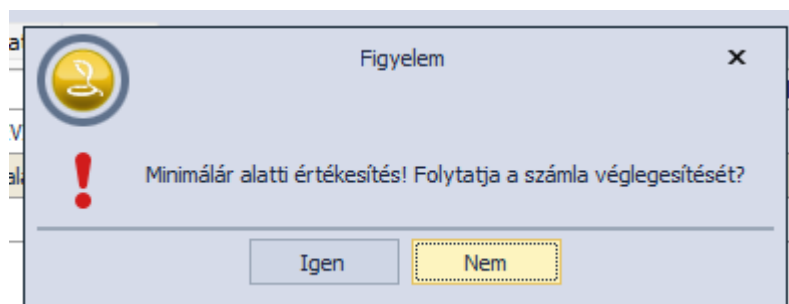 Figyelem
Minimálár alatti értékesítés! Folytatja a számla véglegesítését?
Igen
Nem